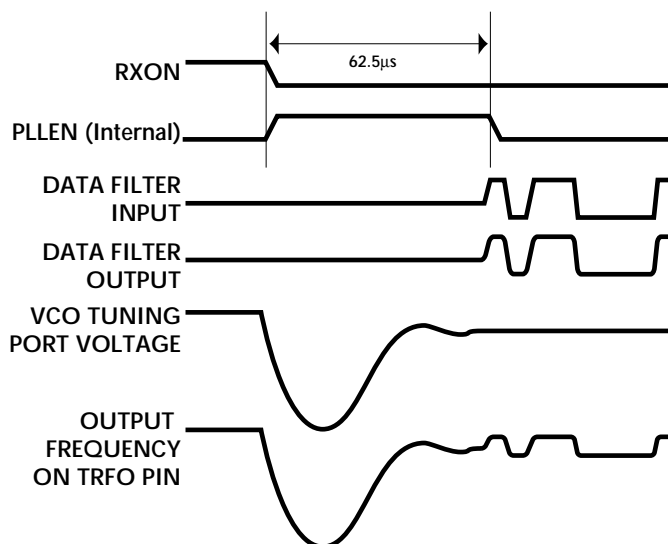 62.5μs
RXON
PLLEN (Internal)
DATA FILTER
INPUT
DATA FILTER
OUTPUT
VCO TUNING
PORT VOLTAGE
OUTPUT
FREQUENCY
ON TRFO PIN